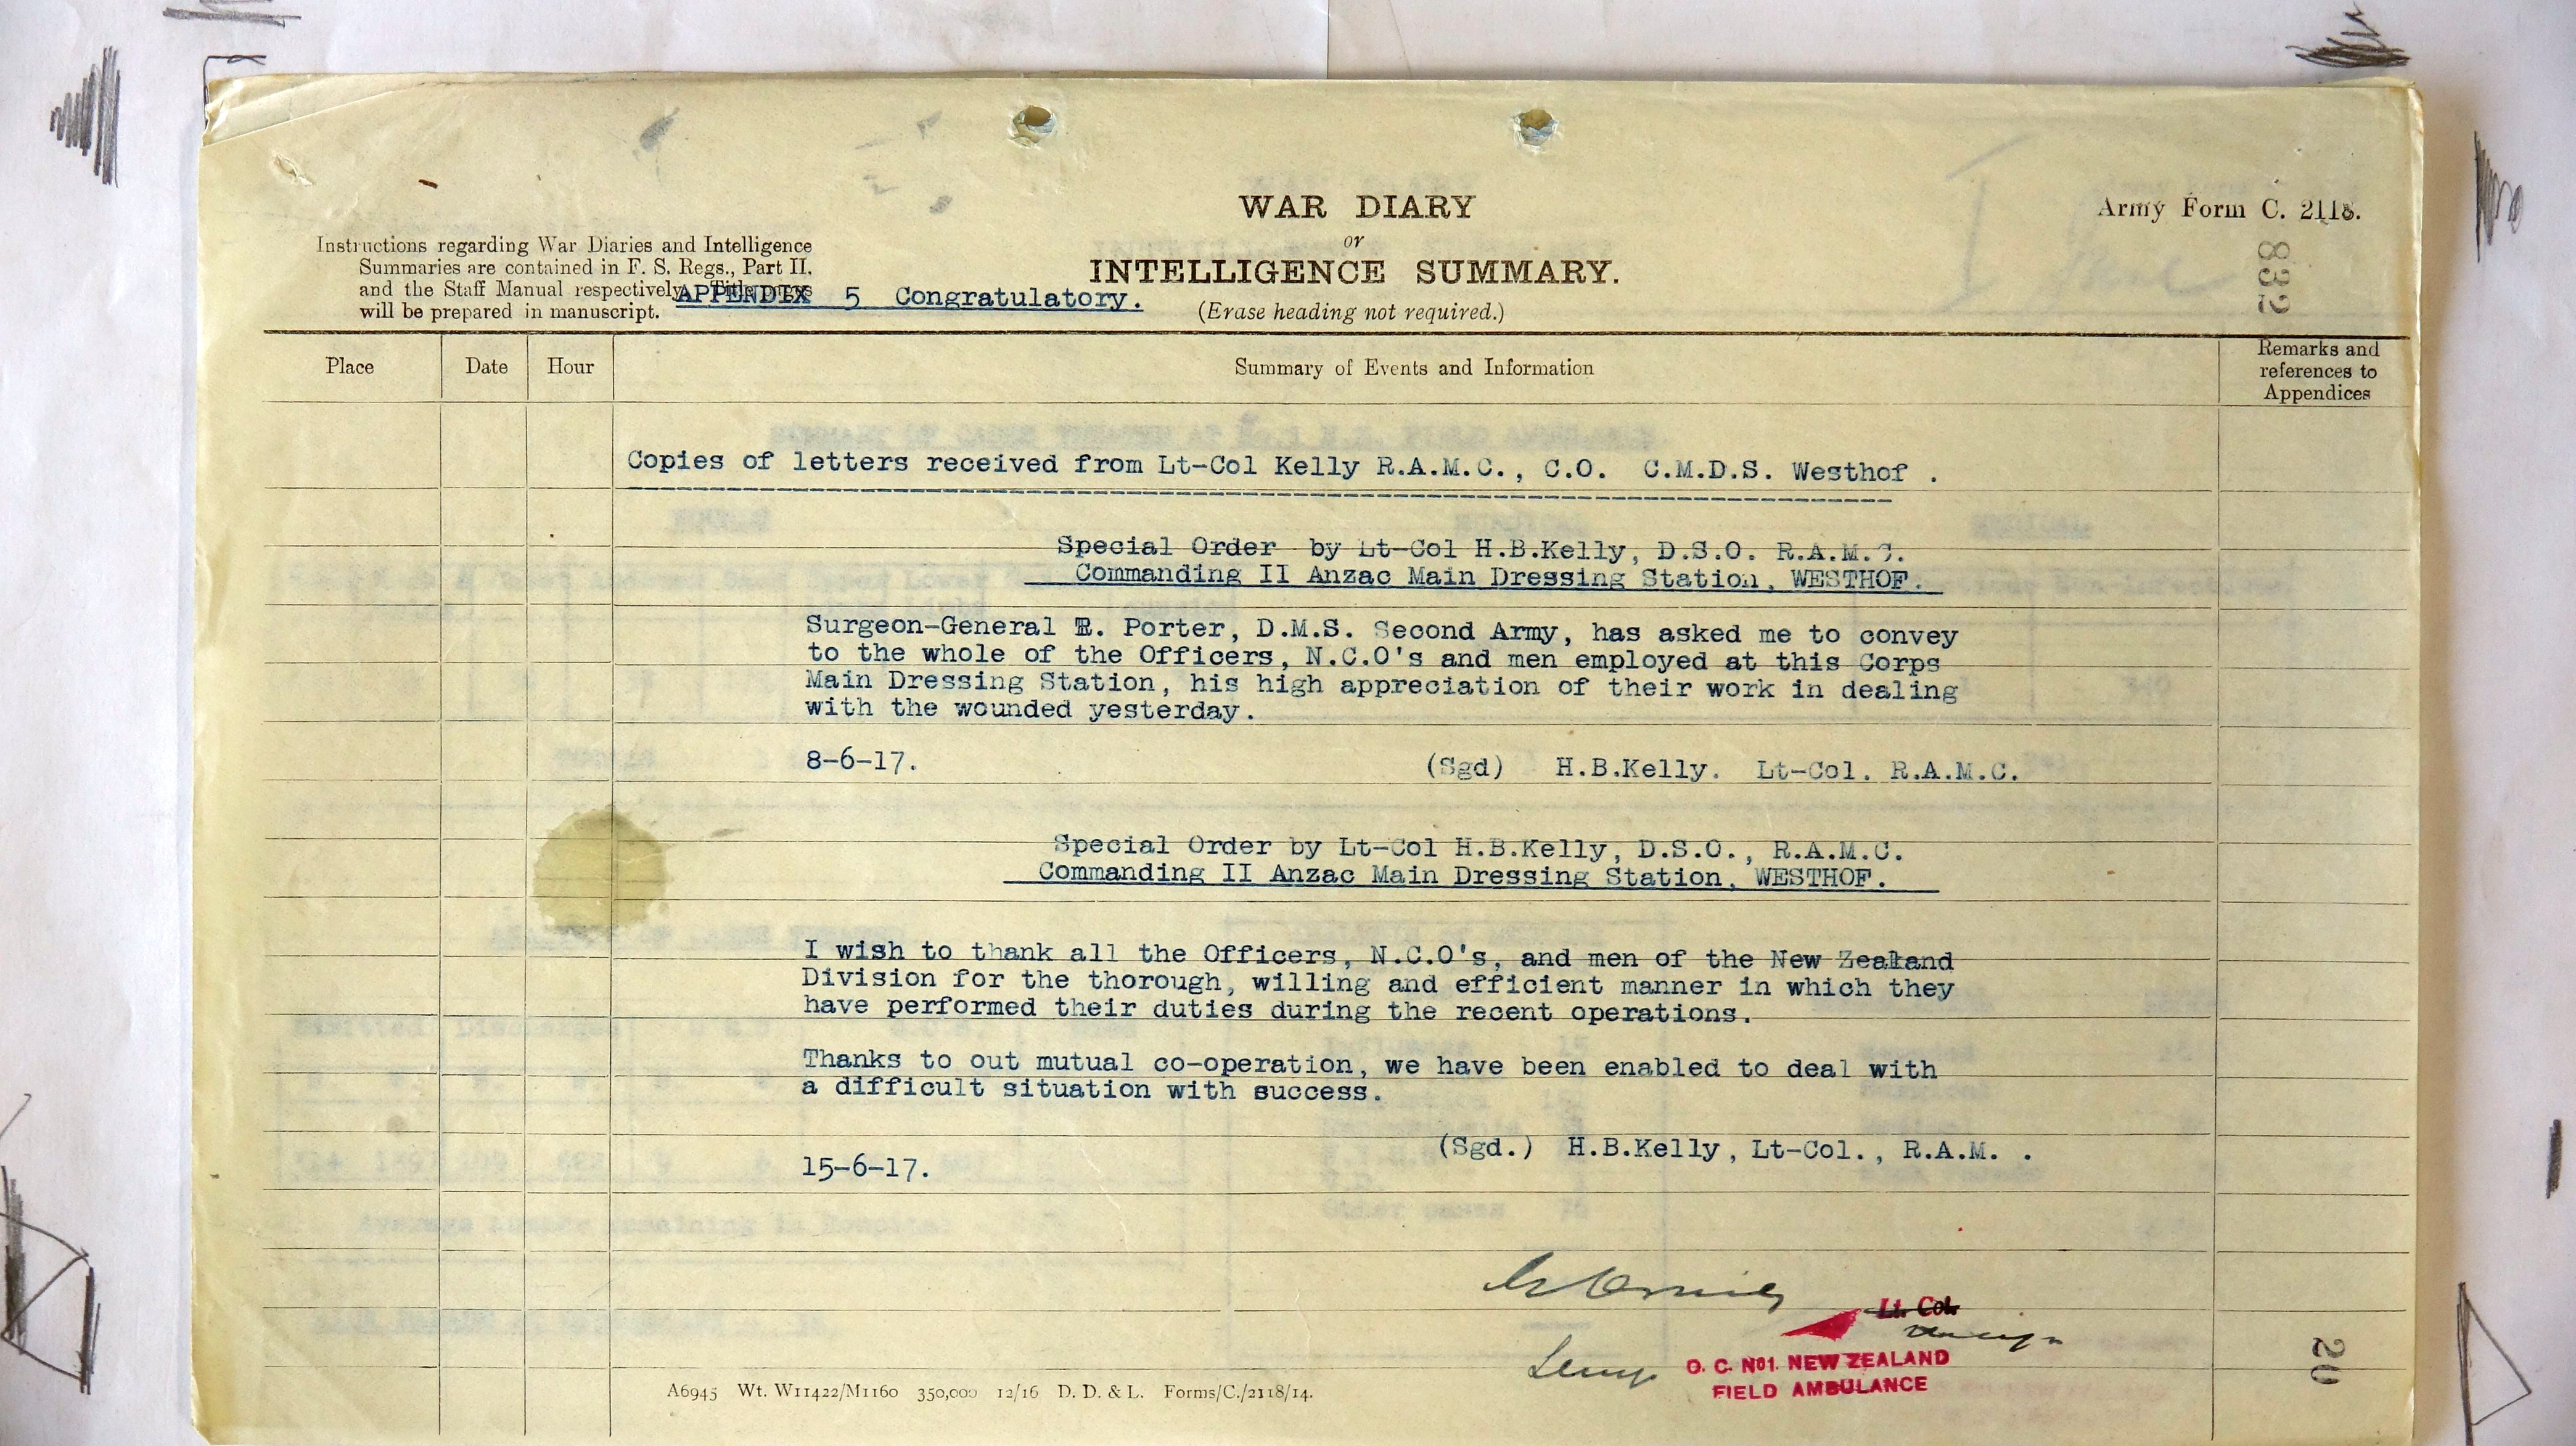 WAR DIARY
or
INTELLIGENCE SUMMARY.
(Erase heading not required.)
Army Form C. 2118.
832
Instructions regarding War Diaries and Intelligence
Summaries are contained in F. S. Regs., Part II.
and the Staff Manual respectively. Title pages
will be prepared in manuscript.
APPENDIX 5 Congratulatory.
Place
Date
Hour
Summary of Events and Information
Remarks and
references to
Appendices
Copies of letters received from Lt-Col Kelly R.A.M.C., C.O. C.M.D.S. Westhof .
Special Order by Lt-Col H.B.Kelly, D.S.O. R.A.M.C.
Commanding II Anzac Main Dressing Station, WESTHOF.
Surgeon-General R. Porter, D.M.S. Second Army, has asked me to convey
to the whole of the Officers, N.C.O's and men employed at this Corps
Main Dressing Station, his high appreciation of their work in dealing
with the wounded yesterday.
8-6-17.
(Sgd) H.B.Kelly. Lt-Col. R.A.M.C.
Special Order by Lt-Col H.B.Kelly, D.S.O., R.A.M.C.
Commanding II Anzac Main Dressing Station, WESTHOF.
I wish to thank all the Officers, N.C.O's, and men of the New Zealand
Division for the thorough, willing and efficient manner in which they
have performed their duties during the recent operations.
Thanks to out mutual co-operation, we have been enabled to deal with
a difficult situation with success.
(Sgd.) H.B.Kelly, Lt-Col., R.A.M. .
15-6-17.
Lt. Col.
O. C. No1. NEW ZEALAND
FIELD AMBULANCE
20
A6945 Wt. W11422/M1160 350,000 12/16 D. D. & L. Forms/C./2118/14.